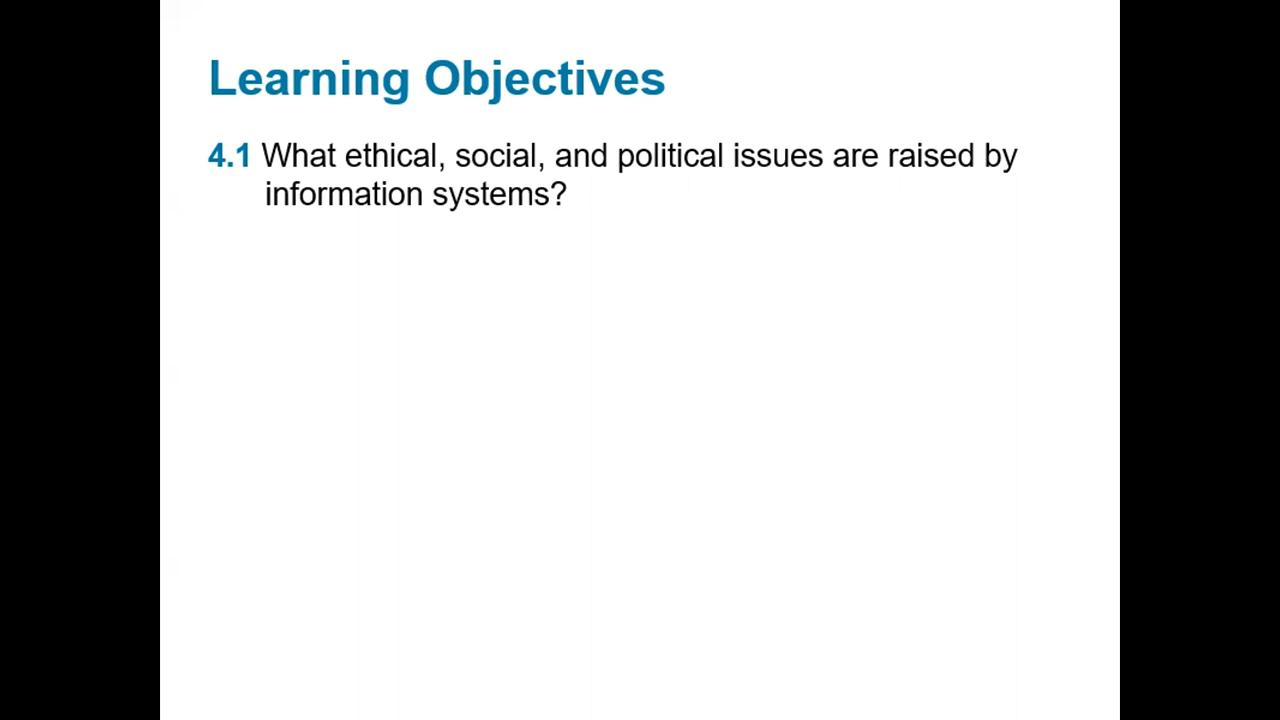 Learning Objectives
4.1 What ethical, social, and political issues are raised by
information systems?